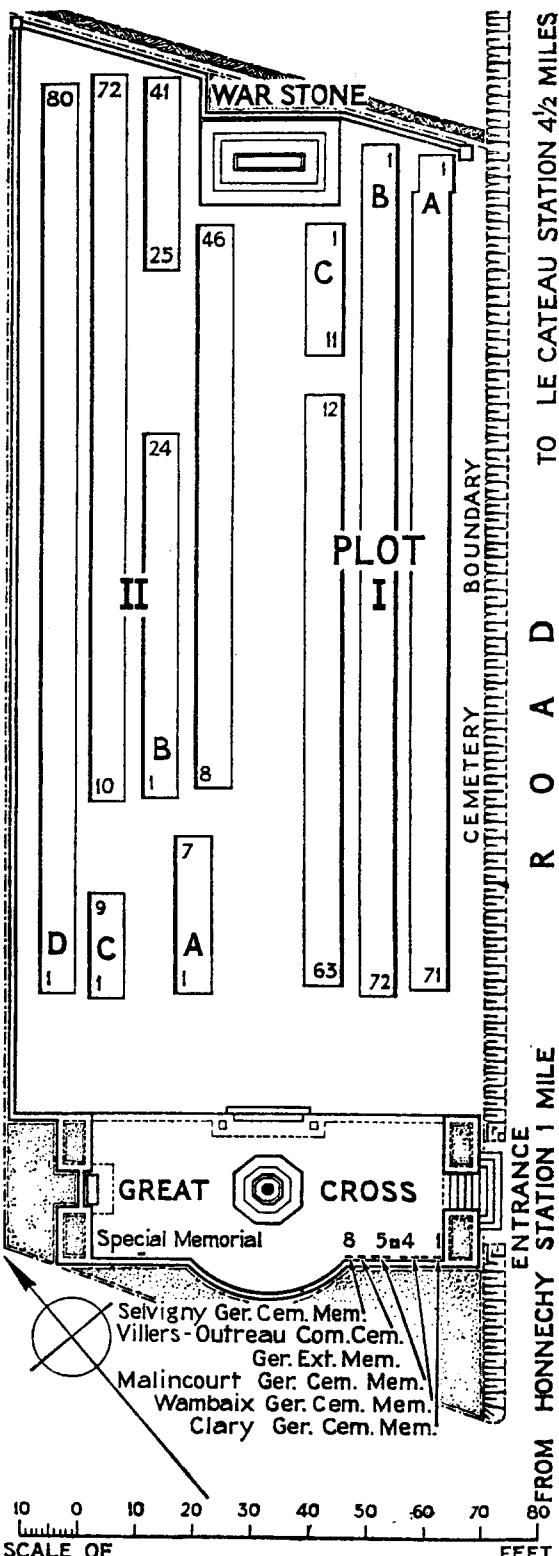 WAR STONE
80
72
41
25
46
24
II
B
1
8
10
7
A
1
9
C
1
D
1
1
B
1
A
1
C
11
12
PLOT
I
63
72
71
CEMETERY BOUNDARY
TO LE CATEAU STATION 4½ MILES
ROAD
FROM HONNECHY STATION 1 MILE
ENTRANCE
GREAT CROSS
Special Memorial 8 5 4 1
Selvigny Ger. Cem. Mem.
Villers-Outreau Com. Cem.
Ger. Ext. Mem.
Malincourt Ger. Cem. Mem.
Wambaix Ger. Cem. Mem.
Clary Ger. Cem. Mem.
10 0 10 20 30 40 50 60 70 80
SCALE OF FEET